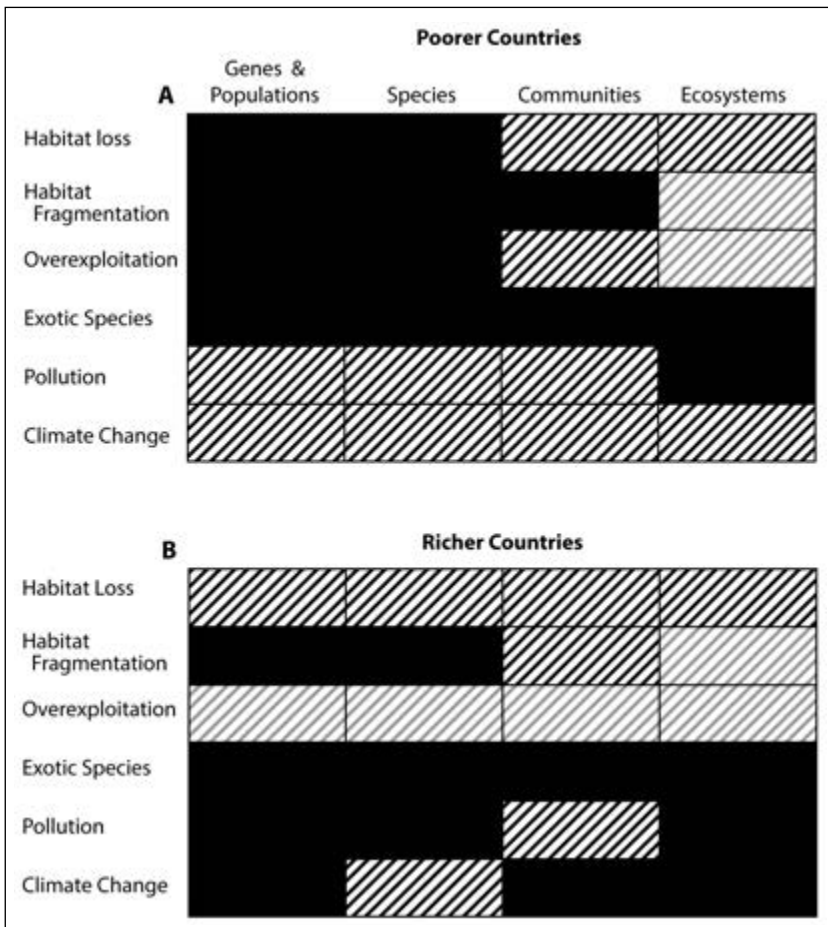 Poorer Countries
A
Genes &
Populations
Species
Communities
Ecosystems
Habitat loss
Habitat
Fragmentation
Overexploitation
Exotic Species
Pollution
Climate Change
B
Richer Countries
Habitat Loss
Habitat
Fragmentation
Overexploitation
Exotic Species
Pollution
Climate Change